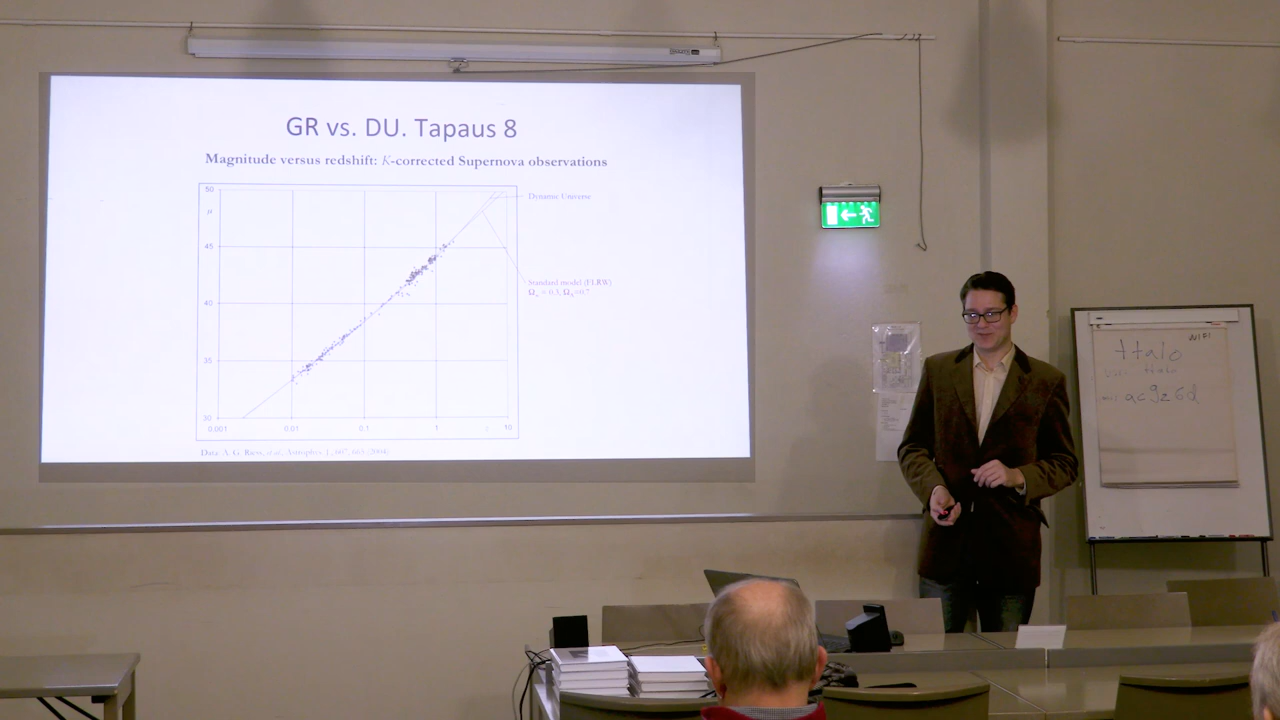 GR vs. DU. Tapaus 8
Magnitude versus redshift: K-corrected Supernova observations
50
μ
45
40
35
30
0.001
0.01
0.1
1
10
Dynamic Universe
Standard model (FLRW)
Data: A. G. Riess, et al., Astrophys. J., 607, 665 (2004)
WIFI